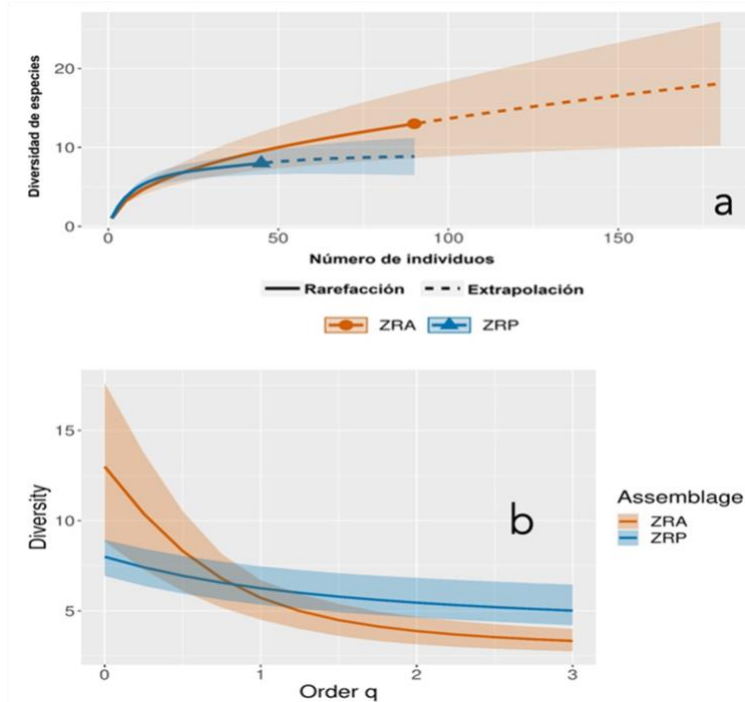 Diversidad de especies
20
10
0
0 50 100 150
a
Número de individuos
Rarefacción Extrapolación
ZRA ZRP
Diversity
15
10
5
0 1 2 3
b
Order q
Assemblage
ZRA
ZRP